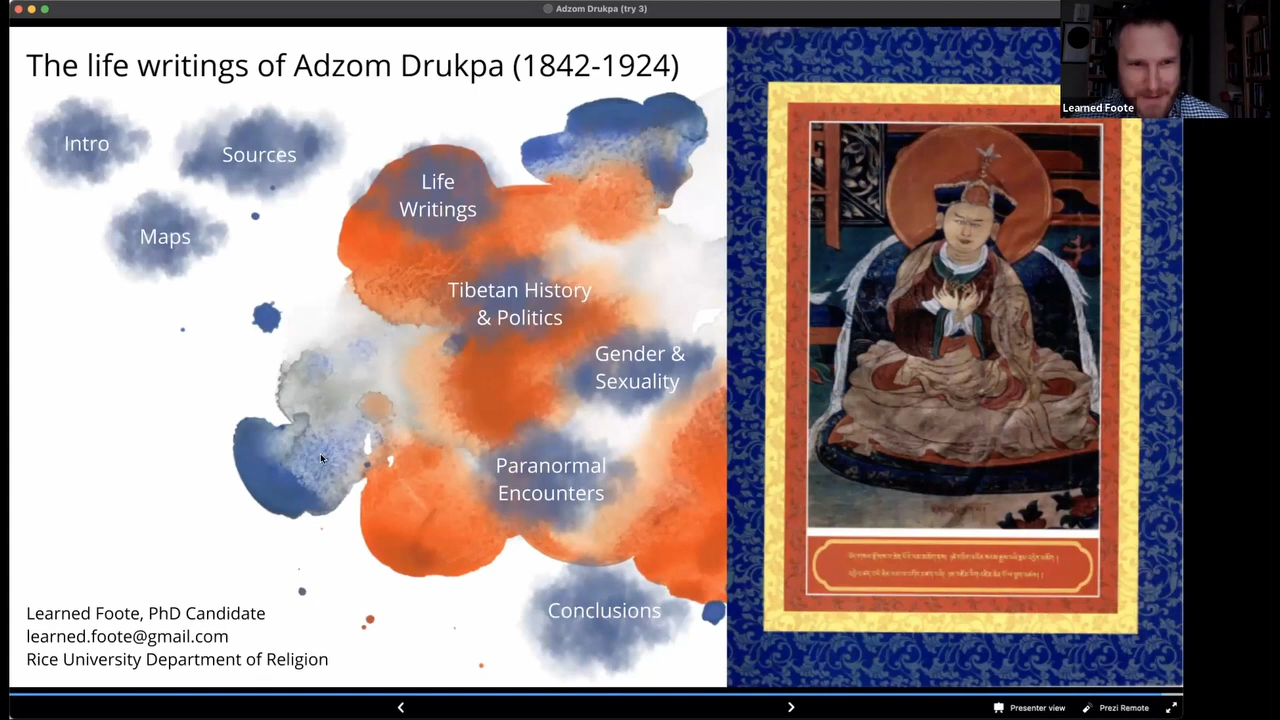 Adzom Drukpa (try 3)
The life writings of Adzom Drukpa (1842-1924)
Intro
Sources
Maps
Life
Writings
Tibetan History
& Politics
Gender &
Sexuality
Paranormal
Encounters
Conclusions
Learned Foote, PhD Candidate
learned.foote@gmail.com
Rice University Department of Religion
Learned Foote
Presenter view
Prezi Remote